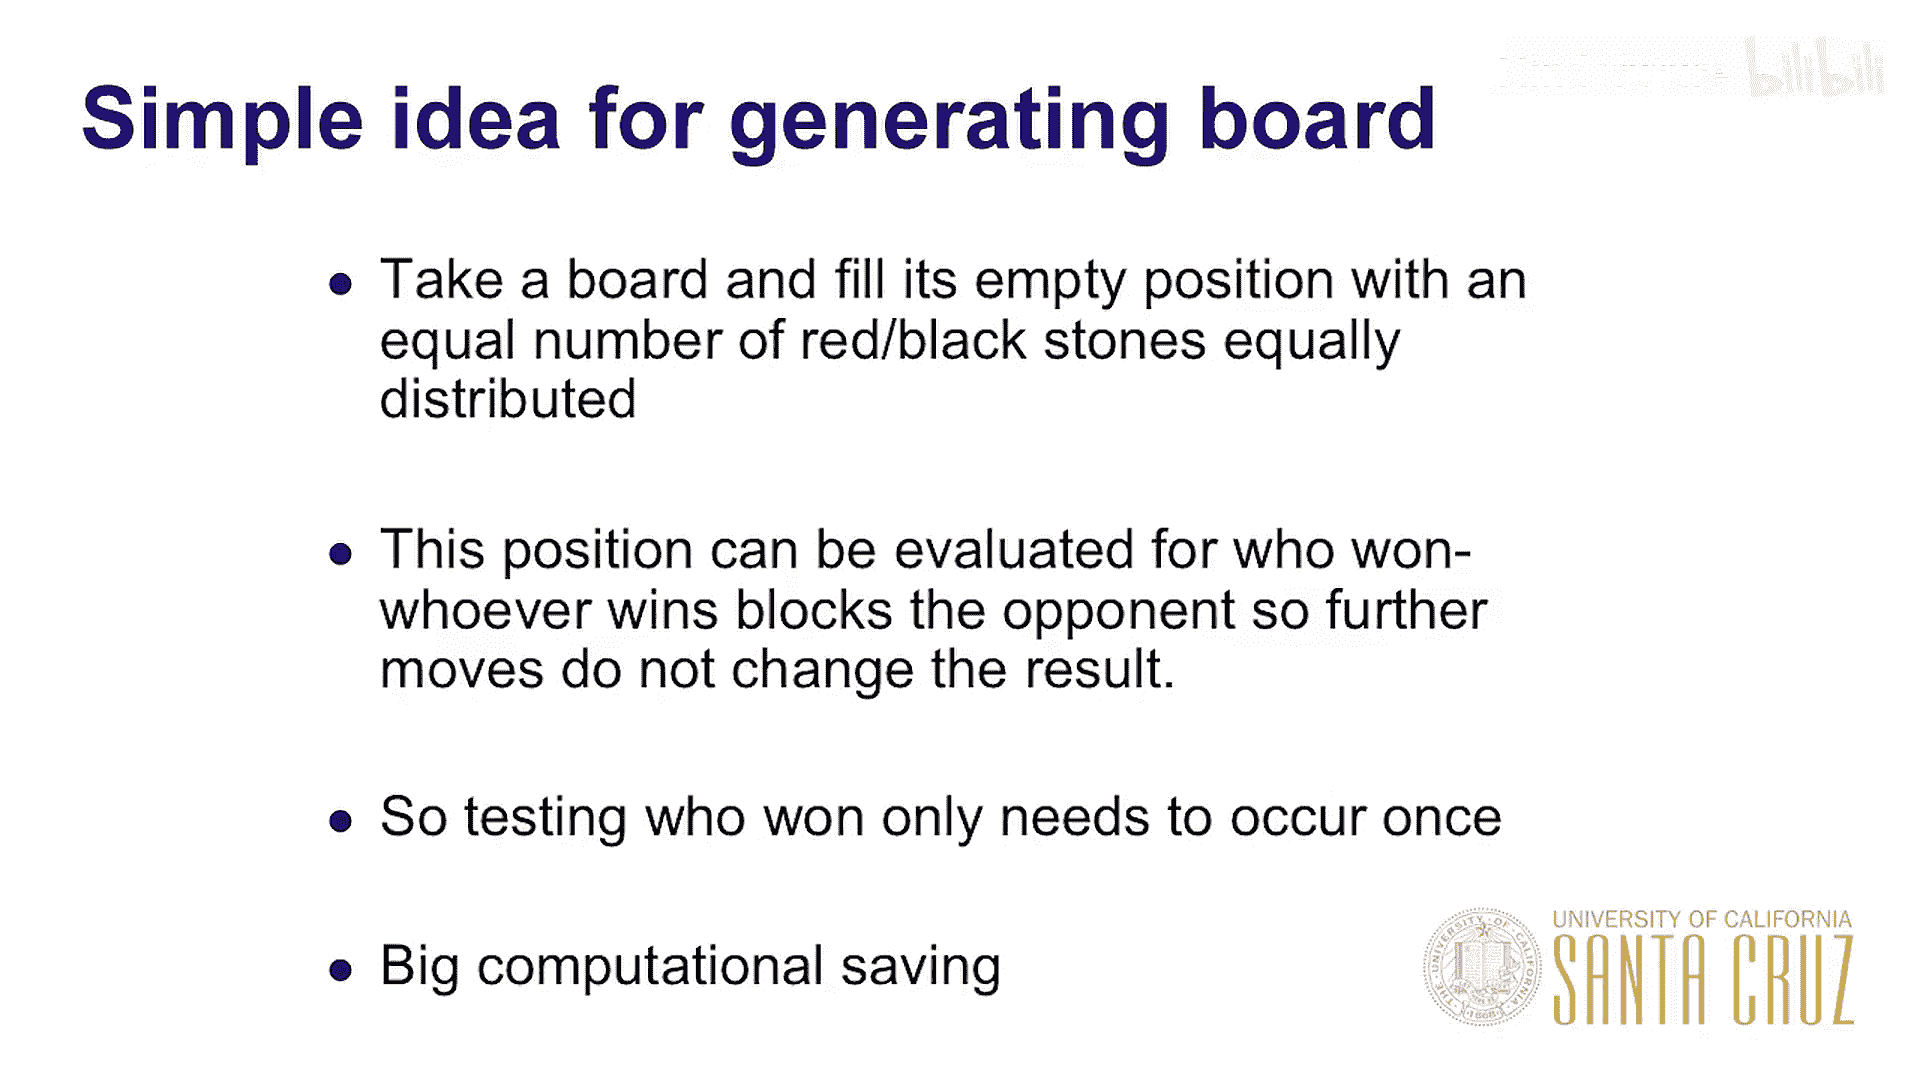 bilibili
Simple idea for generating board
● Take a board and fill its empty position with an
equal number of red/black stones equally
distributed
● This position can be evaluated for who won-
whoever wins blocks the opponent so further
moves do not change the result.
● So testing who won only needs to occur once
● Big computational saving
UNIVERSITY OF CALIFORNIA
SANTA CRUZ